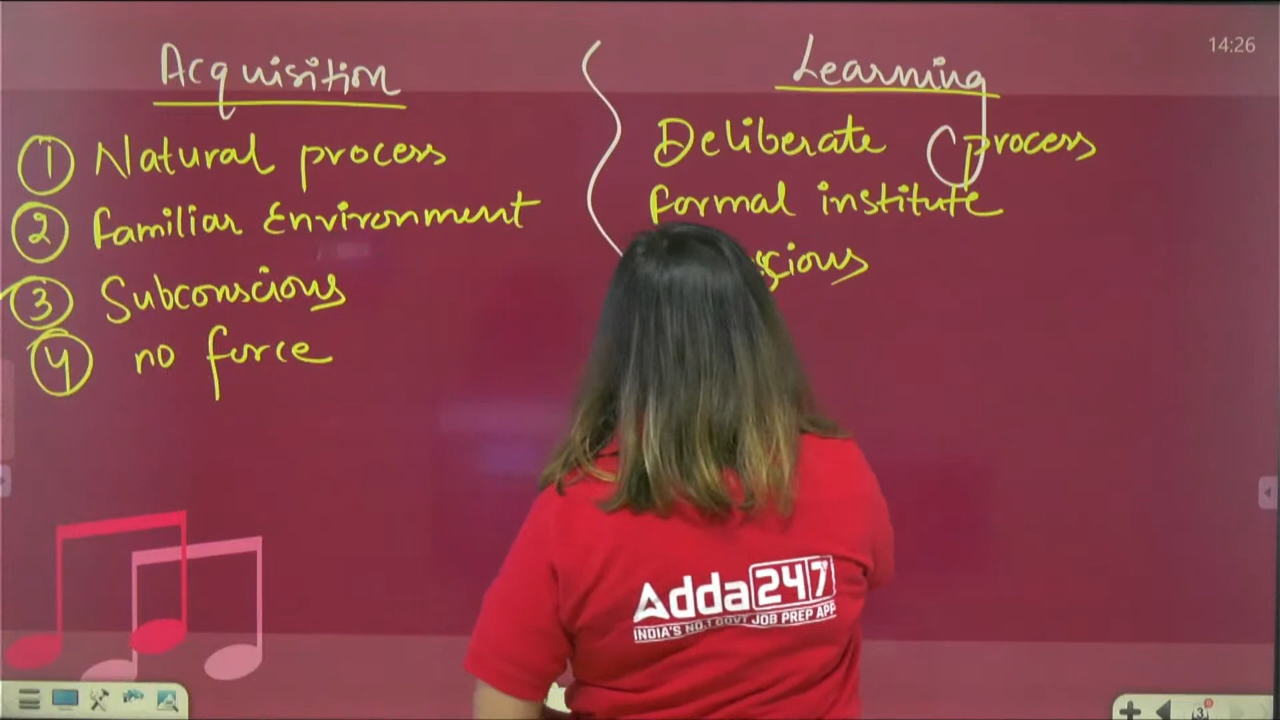 14:26
Acquisition
Learning
1 Natural process
Deliberate process
2 familiar Environment
formal institute
3 Subconscious
4 no force
Adda247
INDIA'S NO.1 GOVT JOB PREP APP
3